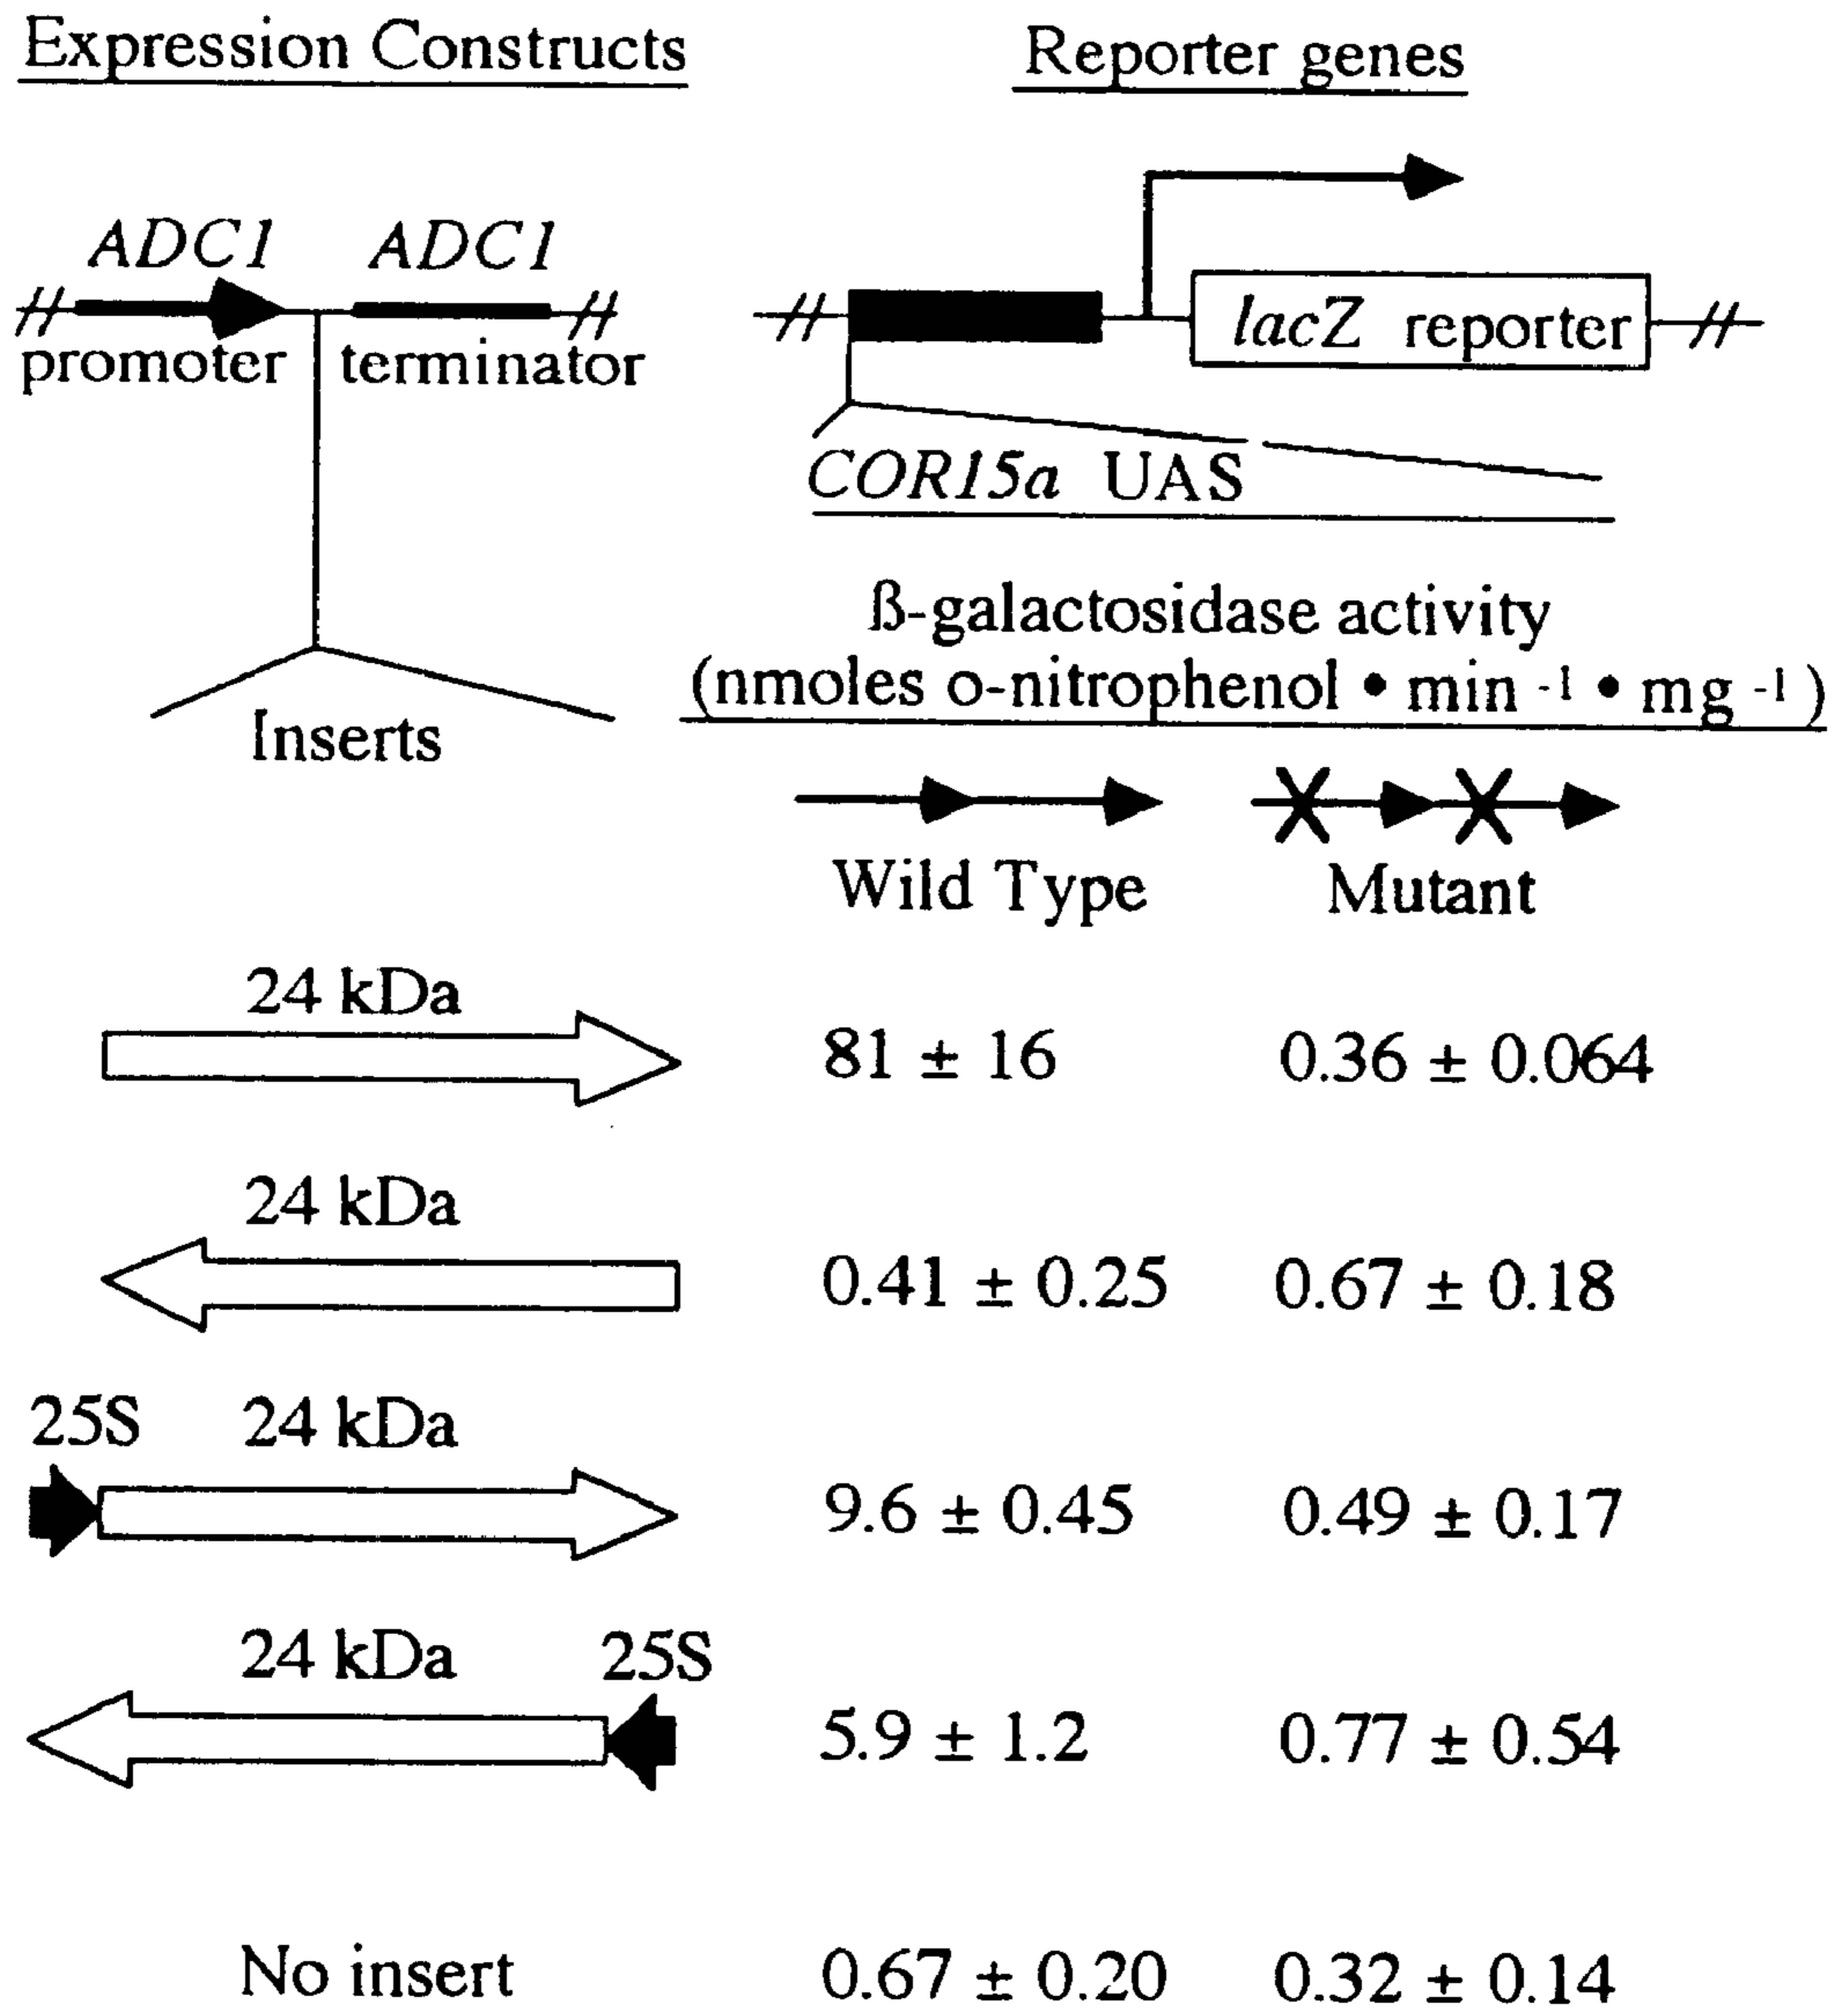 Expression Constructs
Reporter genes
ADC1 ADC1
promoter terminator
lacZ reporter
COR15a UAS
ß-galactosidase activity
(nmoles o-nitrophenol • min -1 • mg -1)
Inserts
Wild Type Mutant
24 kDa
81 ± 16 0.36 ± 0.064
24 kDa
0.41 ± 0.25 0.67 ± 0.18
25S 24 kDa
9.6 ± 0.45 0.49 ± 0.17
24 kDa 25S
5.9 ± 1.2 0.77 ± 0.54
No insert 0.67 ± 0.20 0.32 ± 0.14